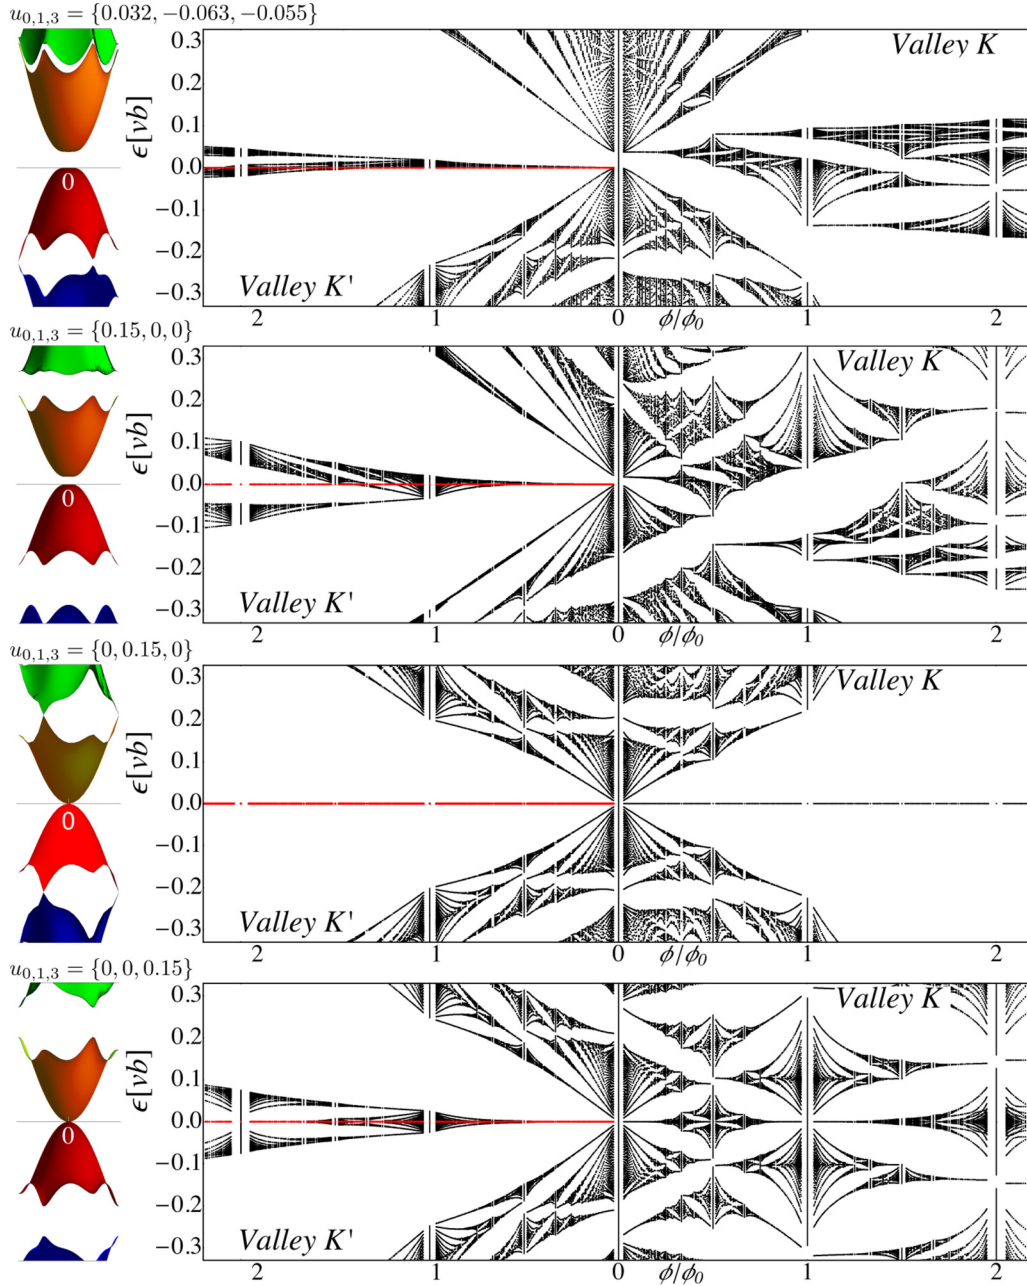 u_{0,1,3} = {0.032, −0.063, −0.055}
0.3
Valley K
0.2
ϵ[vb]
0.1
0.0
0
−0.1
−0.2
Valley K'
−0.3
2 1 0 ϕ/ϕ_0 1 2
u_{0,1,3} = {0.15, 0, 0}
0.3
Valley K
0.2
ϵ[vb]
0.1
0.0
0
−0.1
−0.2
Valley K'
−0.3
2 1 0 ϕ/ϕ_0 1 2
u_{0,1,3} = {0, 0.15, 0}
0.3
Valley K
0.2
ϵ[vb]
0.1
0.0
0
−0.1
−0.2
Valley K'
−0.3
2 1 0 ϕ/ϕ_0 1 2
u_{0,1,3} = {0, 0, 0.15}
0.3
Valley K
0.2
ϵ[vb]
0.1
0.0
0
−0.1
−0.2
Valley K'
−0.3
2 1 0 ϕ/ϕ_0 1 2